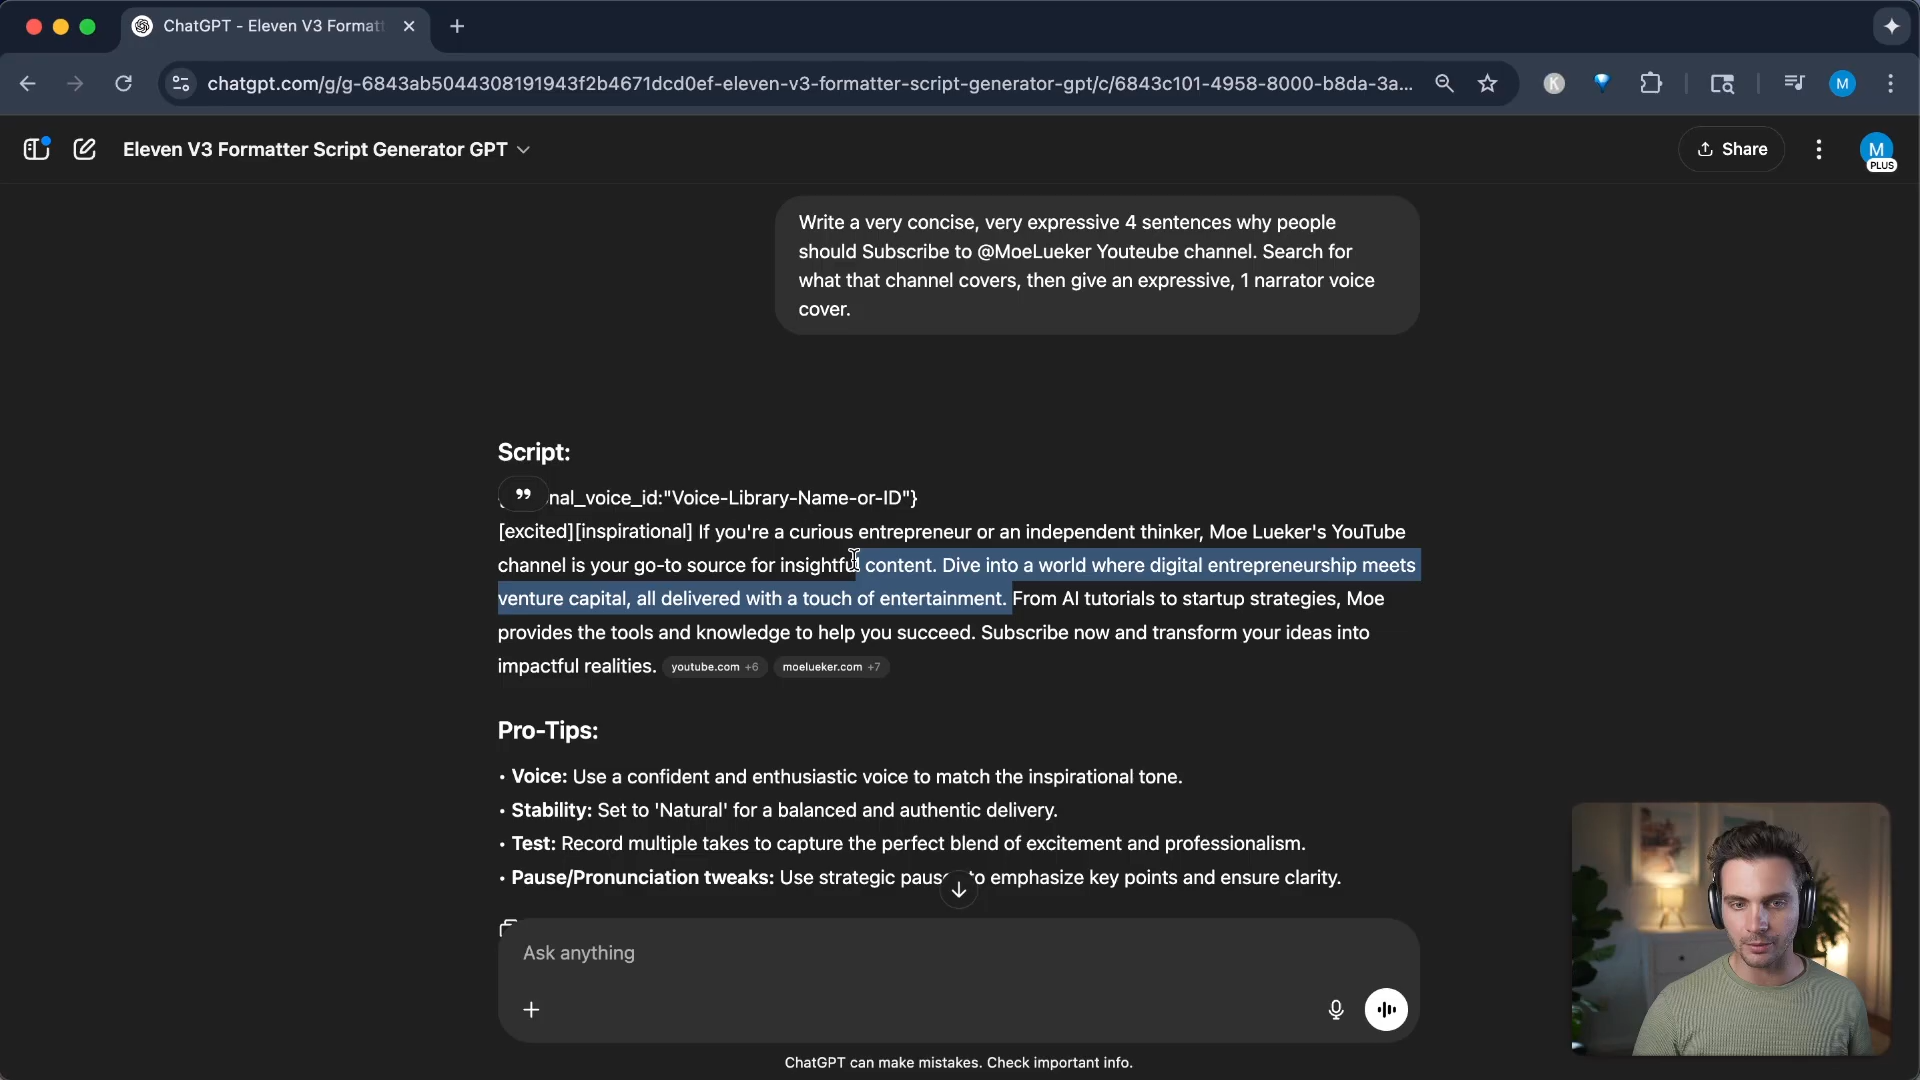 ChatGPT - Eleven V3 Format
chatgpt.com/g/g-6843ab5044308191943f2b4671dcd0ef-eleven-v3-formatter-script-generator-gpt/c/6843c101-4958-8000-b8da-3a...
K
M
Eleven V3 Formatter Script Generator GPT
Share
M
PLUS
Write a very concise, very expressive 4 sentences why people
should Subscribe to @MoeLueker Youteube channel. Search for
what that channel covers, then give an expressive, 1 narrator voice
cover.
Script:
nal_voice_id:"Voice-Library-Name-or-ID"}
[excited][inspirational] If you're a curious entrepreneur or an independent thinker, Moe Lueker's YouTube
channel is your go-to source for insightful content. Dive into a world where digital entrepreneurship meets
venture capital, all delivered with a touch of entertainment. From AI tutorials to startup strategies, Moe
provides the tools and knowledge to help you succeed. Subscribe now and transform your ideas into
impactful realities. youtube.com +6 moelueker.com +7
Pro-Tips:
• Voice: Use a confident and enthusiastic voice to match the inspirational tone.
• Stability: Set to 'Natural' for a balanced and authentic delivery.
• Test: Record multiple takes to capture the perfect blend of excitement and professionalism.
• Pause/Pronunciation tweaks: Use strategic to emphasize key points and ensure clarity.
Ask anything
ChatGPT can make mistakes. Check important info.